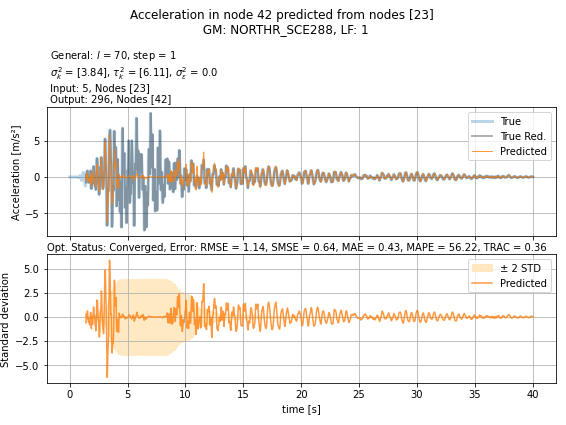 Acceleration in node 42 predicted from nodes [23]
GM: NORTHR_SCE288, LF: 1
General: l = 70, step = 1
σ²ₖ = [3.84], τ²ₖ = [6.11], σ²ε = 0.0
Input: 5, Nodes [23]
Output: 296, Nodes [42]
Acceleration [m/s²]
5
0
−5
True
True Red.
Predicted
Opt. Status: Converged, Error: RMSE = 1.14, SMSE = 0.64, MAE = 0.43, MAPE = 56.22, TRAC = 0.36
Standard deviation
5.0
2.5
0.0
−2.5
−5.0
± 2 STD
Predicted
0 5 10 15 20 25 30 35 40
time [s]